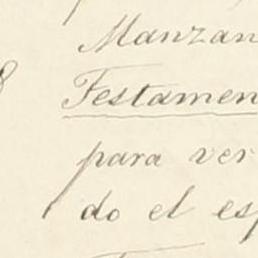 Manzan
Testamen
para ver
do el esp